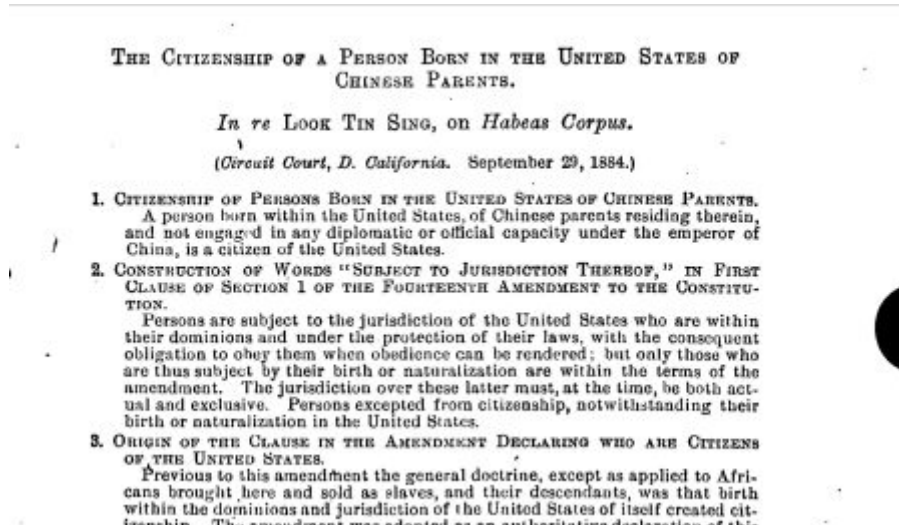 THE CITIZENSHIP OF A PERSON BORN IN THE UNITED STATES OF
CHINESE PARENTS.
In re LOOK TIN SING, on Habeas Corpus.
(Circuit Court, D. California. September 29, 1884.)
1. CITIZENSHIP OF PERSONS BORN IN THE UNITED STATES OF CHINESE PARENTS.
A person born within the United States, of Chinese parents residing therein,
and not engaged in any diplomatic or official capacity under the emperor of
China, is a citizen of the United States.
2. CONSTRUCTION OF WORDS "SUBJECT TO JURISDICTION THEREOF," IN FIRST
CLAUSE OF SECTION 1 OF THE FOURTEENTH AMENDMENT TO THE CONSTITU-
TION.
Persons are subject to the jurisdiction of the United States who are within
their dominions and under the protection of their laws, with the consequent
obligation to obey them when obedience can be rendered; but only those who
are thus subject by their birth or naturalization are within the terms of the
amendment. The jurisdiction over these latter must, at the time, be both act-
ual and exclusive. Persons excepted from citizenship, notwithstanding their
birth or naturalization in the United States.
3. ORIGIN OF THE CLAUSE IN THE AMENDMENT DECLARING WHO ARE CITIZENS
OF THE UNITED STATES.
Previous to this amendment the general doctrine, except as applied to Afri-
cans brought here and sold as slaves, and their descendants, was that birth
within the dominions and jurisdiction of the United States of itself created cit-